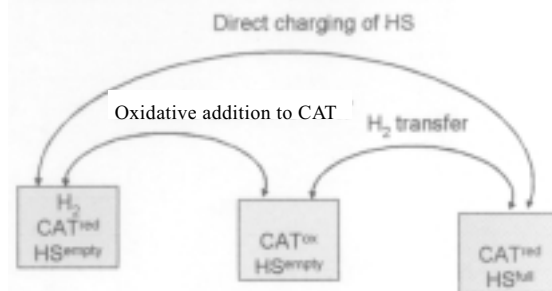 Direct charging of HS
Oxidative addition to CAT
H₂ transfer
H₂
CATʳᵉᵈ
HSᵉᵐᵖᵗʸ
CATᵒˣ
HSᵉᵐᵖᵗʸ
CATʳᵉᵈ
HSᶠᵘˡˡ